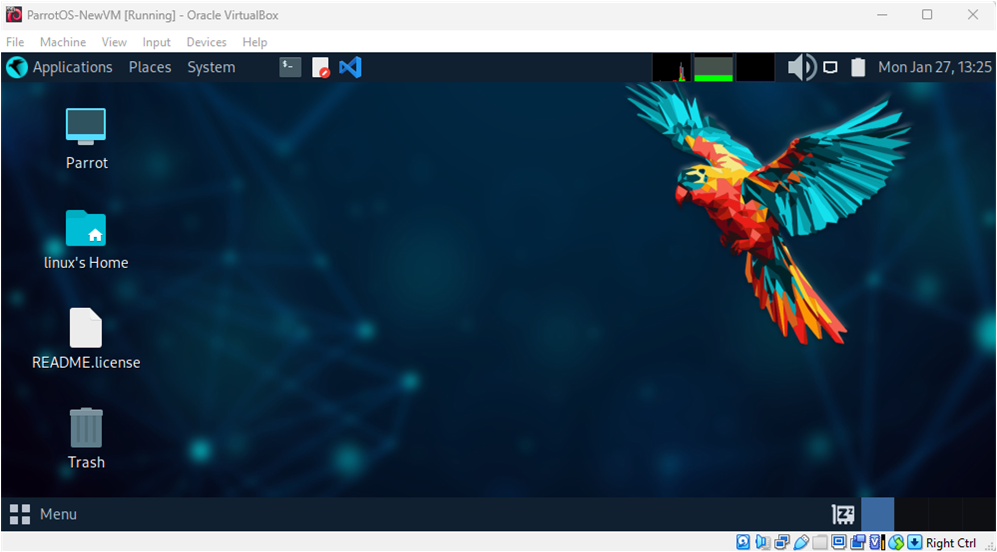 ParrotOS-NewVM [Running] - Oracle VirtualBox
File Machine View Input Devices Help
Applications Places System Mon Jan 27, 13:25
Parrot
linux's Home
README.license
Trash
Menu
Right Ctrl